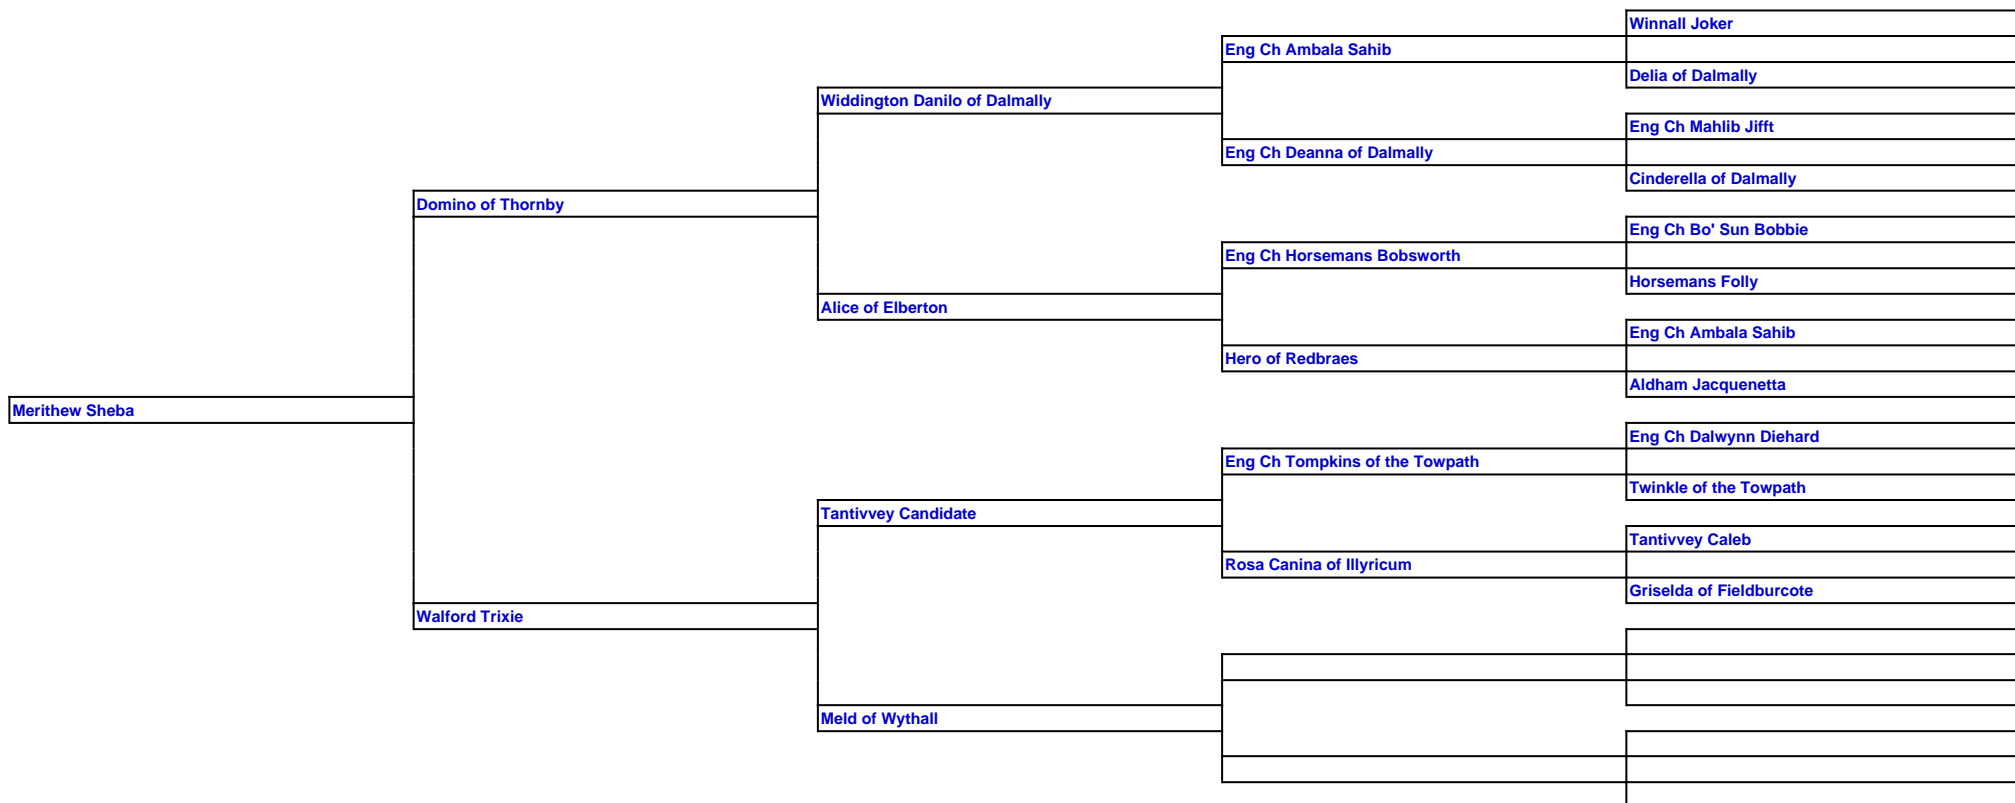 Winnall Joker
Eng Ch Ambala Sahib
Delia of Dalmally
Widdington Danilo of Dalmally
Eng Ch Mahlib Jifft
Eng Ch Deanna of Dalmally
Cinderella of Dalmally
Domino of Thornby
Eng Ch Bo' Sun Bobbie
Eng Ch Horsemans Bobsworth
Horsemans Folly
Alice of Elberton
Eng Ch Ambala Sahib
Hero of Redbraes
Aldham Jacquenetta
Merithew Sheba
Eng Ch Dalwynn Diehard
Eng Ch Tompkins of the Towpath
Twinkle of the Towpath
Tantivvey Candidate
Tantivvey Caleb
Rosa Canina of Illyricum
Griselda of Fieldburcote
Walford Trixie
Meld of Wythall